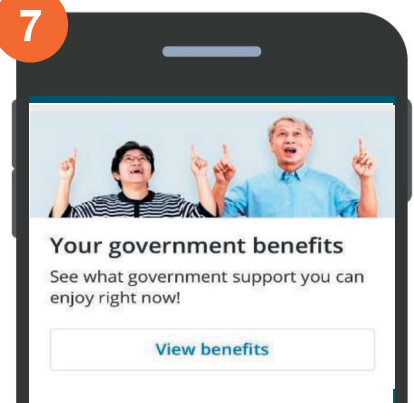 7
Your government benefits
See what government support you can
enjoy right now!
View benefits